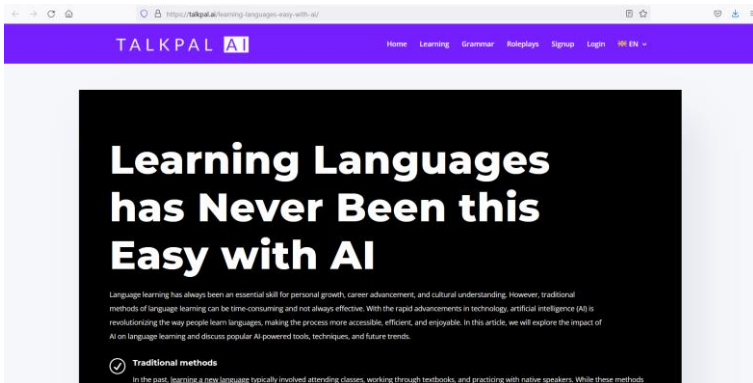 https://talkpal.ai/learning-languages-easy-with-ai/
TALKPAL AI
Home Learning Grammar Roleplays Signup Login EN
Learning Languages
has Never Been this
Easy with AI
Language learning has always been an essential skill for personal growth, career advancement, and cultural understanding. However, traditional
methods of language learning can be time-consuming and not always effective. With the rapid advancements in technology, artificial intelligence (AI) is
revolutionizing the way people learn languages, making the process more accessible, efficient, and enjoyable. In this article, we will explore the impact of
AI on language learning and discuss popular AI-powered tools, techniques, and future trends.
Traditional methods
In the past, learning a new language typically involved attending classes, working through textbooks, and practicing with native speakers. While these methods